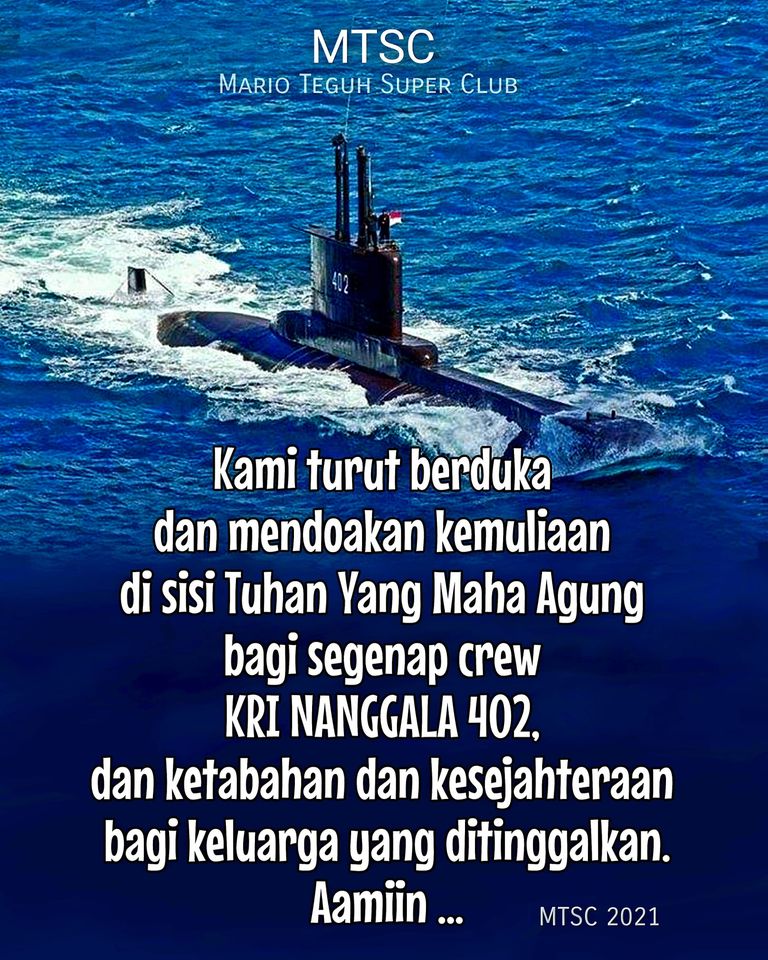 MTSC
Mario Teguh Super Club
402
Kami turut berduka
dan mendoakan kemuliaan
di sisi Tuhan Yang Maha Agung
bagi segenap crew
KRI NANGGALA 402,
dan ketabahan dan kesejahteraan
bagi keluarga yang ditinggalkan.
Aamiin ...
MTSC 2021